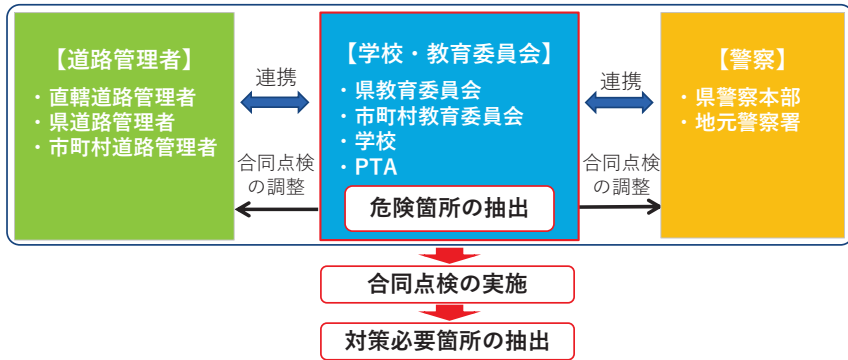 【道路管理者】
・直轄道路管理者
・県道路管理者
・市町村道路管理者
連携
合同点検
の調整
【学校・教育委員会】
・県教育委員会
・市町村教育委員会
・学校
・PTA
危険箇所の抽出
連携
合同点検
の調整
【警察】
・県警察本部
・地元警察署
合同点検の実施
対策必要箇所の抽出